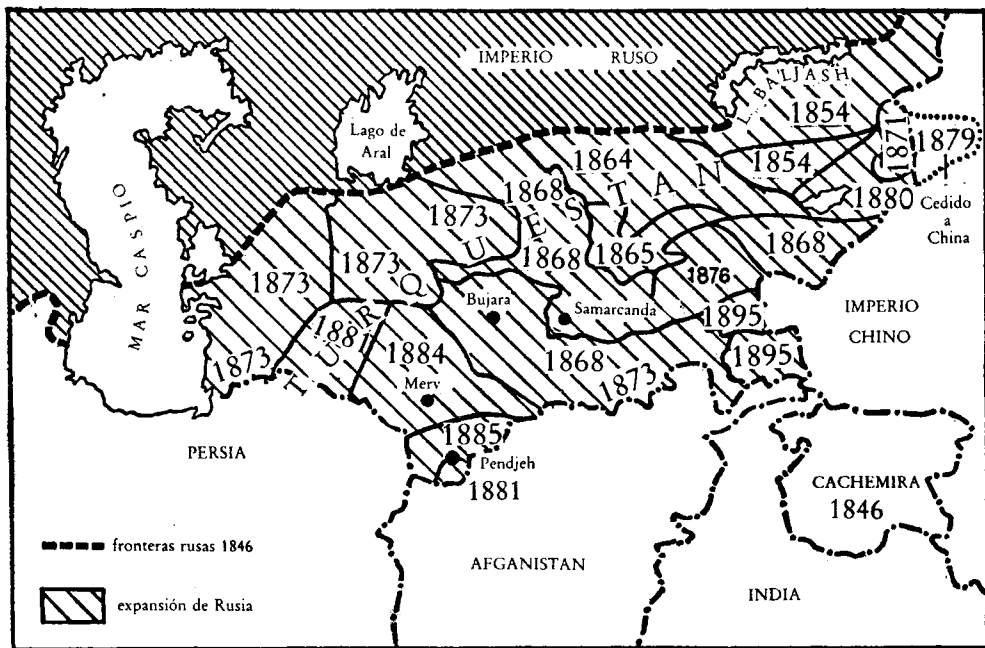 IMPERIO RUSO
L. BALJASH
Lago de
Aral
MAR CASPIO
TURQUESTAN
1854
1871
1879
1864
1854
1868
1880
Cedido
a
China
1873
1868
1865
1868
1873
1873
1876
Bujara
Samarcanda
1895
IMPERIO
CHINO
1881
1884
1868
1895
1873
1873
Merv
1885
PERSIA
Pendjeh
1881
CACHEMIRA
1846
fronteras rusas 1846
AFGANISTAN
INDIA
expansión de Rusia